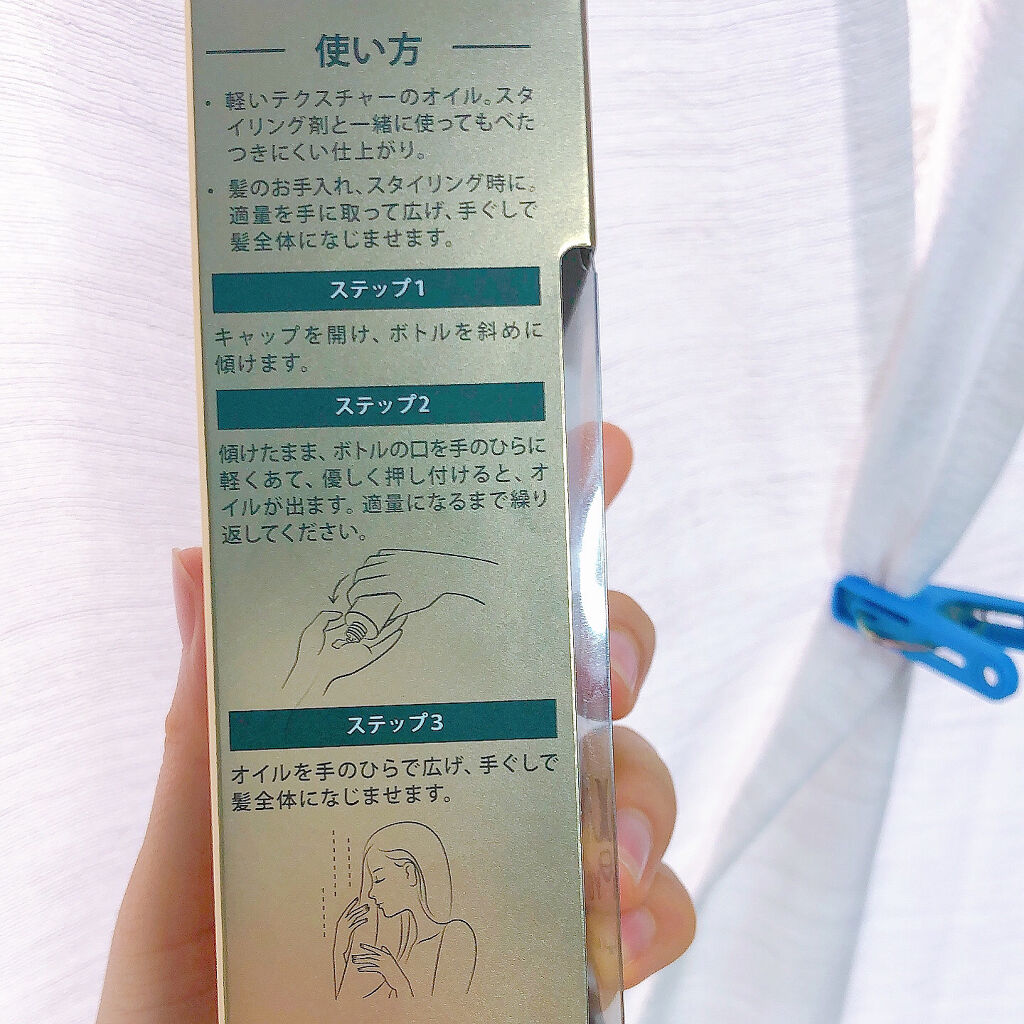 使い方
・軽いテクスチャーのオイル。スタ
イリング剤と一緒に使ってもべた
つきにくい仕上がり。
・髪のお手入れ、スタイリング時に。
適量を手に取って広げ、手ぐしで
髪全体になじませます。
ステップ1
キャップを開け、ボトルを斜めに
傾けます。
ステップ2
傾けたまま、ボトルの口を手のひらに
軽くあて、優しく押し付けると、オ
イルが出ます。適量になるまで繰り
返してください。
ステップ3
オイルを手のひらで広げ、手ぐしで
髪全体になじませます。